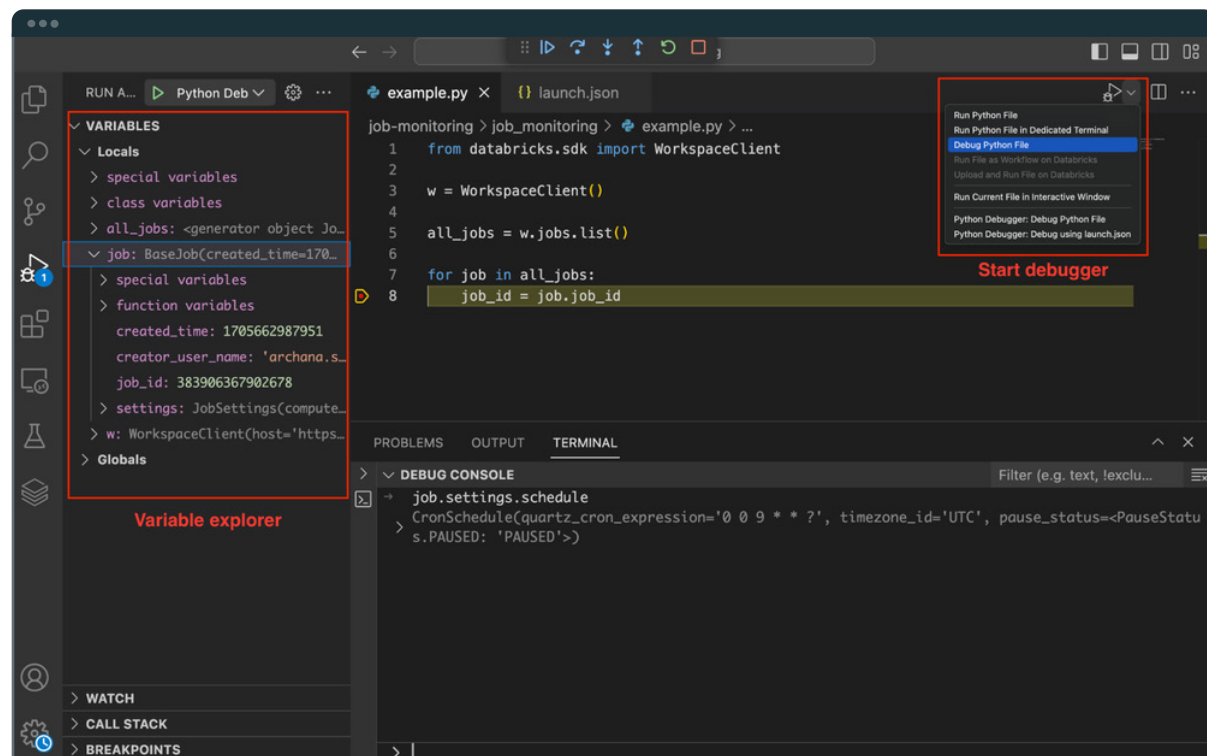 RUN A... Python Deb
example.py
launch.json
VARIABLES
Locals
special variables
class variables
all_jobs: <generator object Jo…
job: BaseJob(created_time=170…
special variables
function variables
created_time: 1705662987951
creator_user_name: 'archana.s…
job_id: 383906367902678
settings: JobSettings(compute…
w: WorkspaceClient(host='https…
Globals
Variable explorer
WATCH
CALL STACK
BREAKPOINTS
1
job-monitoring > job_monitoring > example.py > ...
1 from databricks.sdk import WorkspaceClient
2
3 w = WorkspaceClient()
4
5 all_jobs = w.jobs.list()
6
7 for job in all_jobs:
8 job_id = job.job_id
Run Python File
Run Python File in Dedicated Terminal
Debug Python File
Run File as Workflow on Databricks
Upload and Run File on Databricks
Run Current File in Interactive Window
Python Debugger: Debug Python File
Python Debugger: Debug using launch.json
Start debugger
PROBLEMS OUTPUT TERMINAL
DEBUG CONSOLE
Filter (e.g. text, !exclu...
job.settings.schedule
CronSchedule(quartz_cron_expression='0 0 9 * * ?', timezone_id='UTC', pause_status=<PauseStatu
s.PAUSED: 'PAUSED'>)